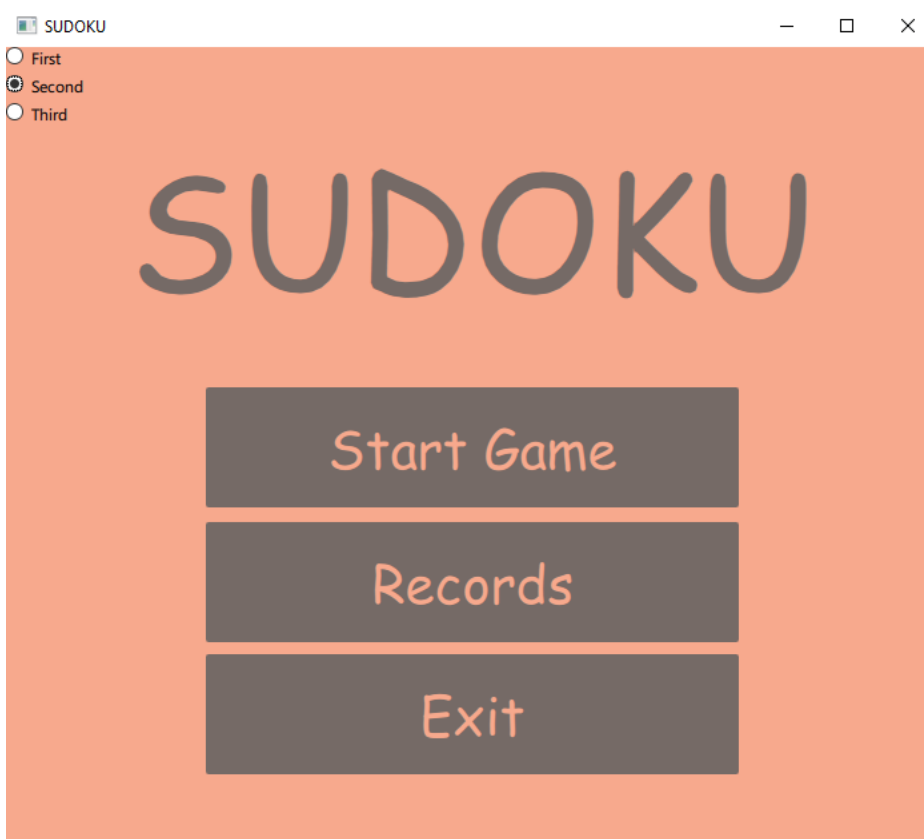 SUDOKU
First
Second
Third
SUDOKU
Start Game
Records
Exit